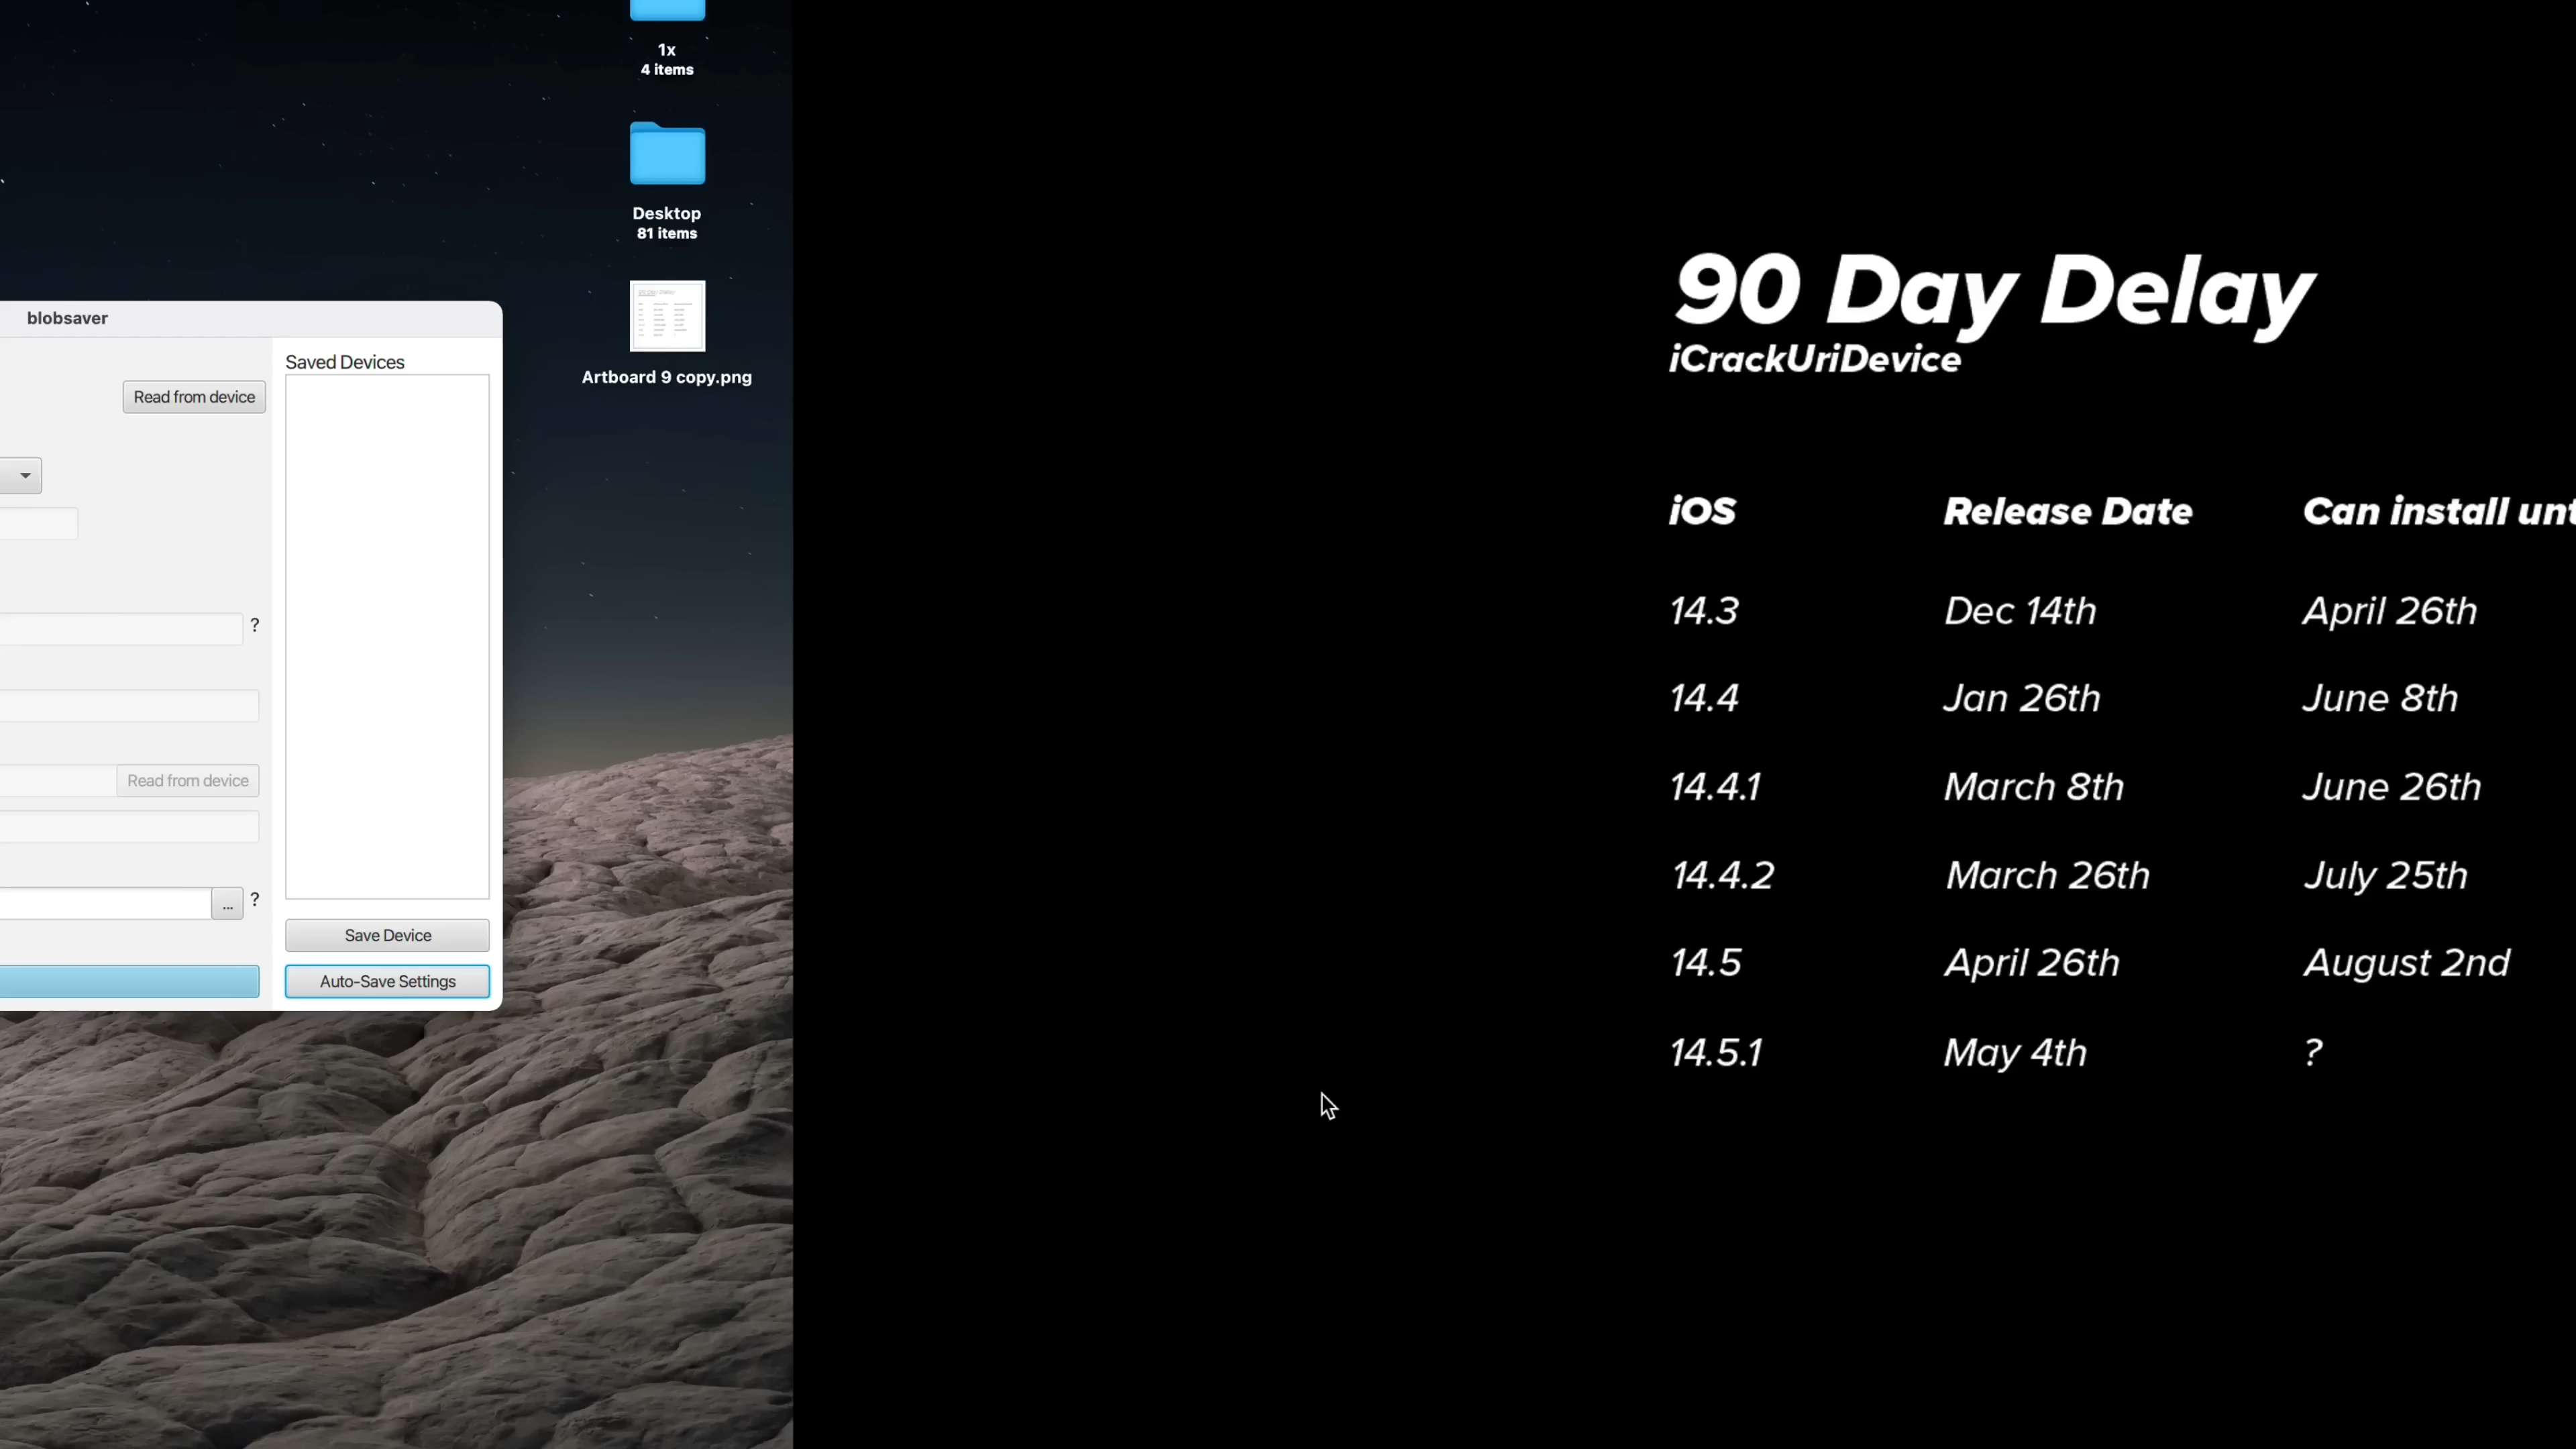 1x
4 items
Desktop
81 items
Artboard 9 copy.png
blobsaver
Saved Devices
Read from device
?
Read from device
... ?
Save Device
Auto-Save Settings
90 Day Delay
iCrackUriDevice
iOS Release Date Can install
14.3 Dec 14th April 26th
14.4 Jan 26th June 8th
14.4.1 March 8th June 26th
14.4.2 March 26th July 25th
14.5 April 26th August 2nd
14.5.1 May 4th ?